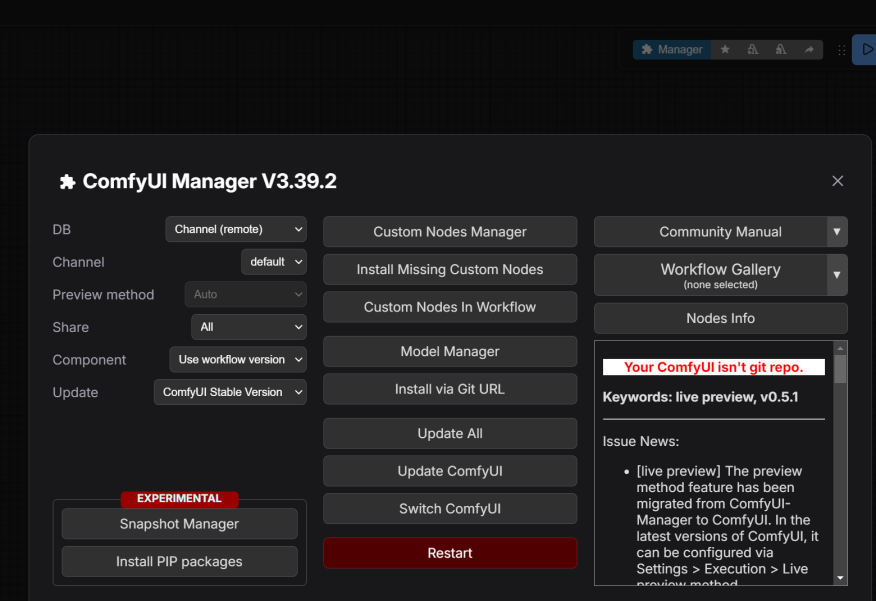 Manager
ComfyUI Manager V3.39.2
DB
Channel (remote)
Channel
default
Preview method
Auto
Share
All
Component
Use workflow version
Update
ComfyUI Stable Version
EXPERIMENTAL
Snapshot Manager
Install PIP packages
Custom Nodes Manager
Install Missing Custom Nodes
Custom Nodes In Workflow
Model Manager
Install via Git URL
Update All
Update ComfyUI
Switch ComfyUI
Restart
Community Manual
Workflow Gallery
(none selected)
Nodes Info
Your ComfyUI isn't git repo.
Keywords: live preview, v0.5.1
Issue News:
[live preview] The preview
method feature has been
migrated from ComfyUI-
Manager to ComfyUI. In the
latest versions of ComfyUI, it
can be configured via
Settings > Execution > Live
preview method